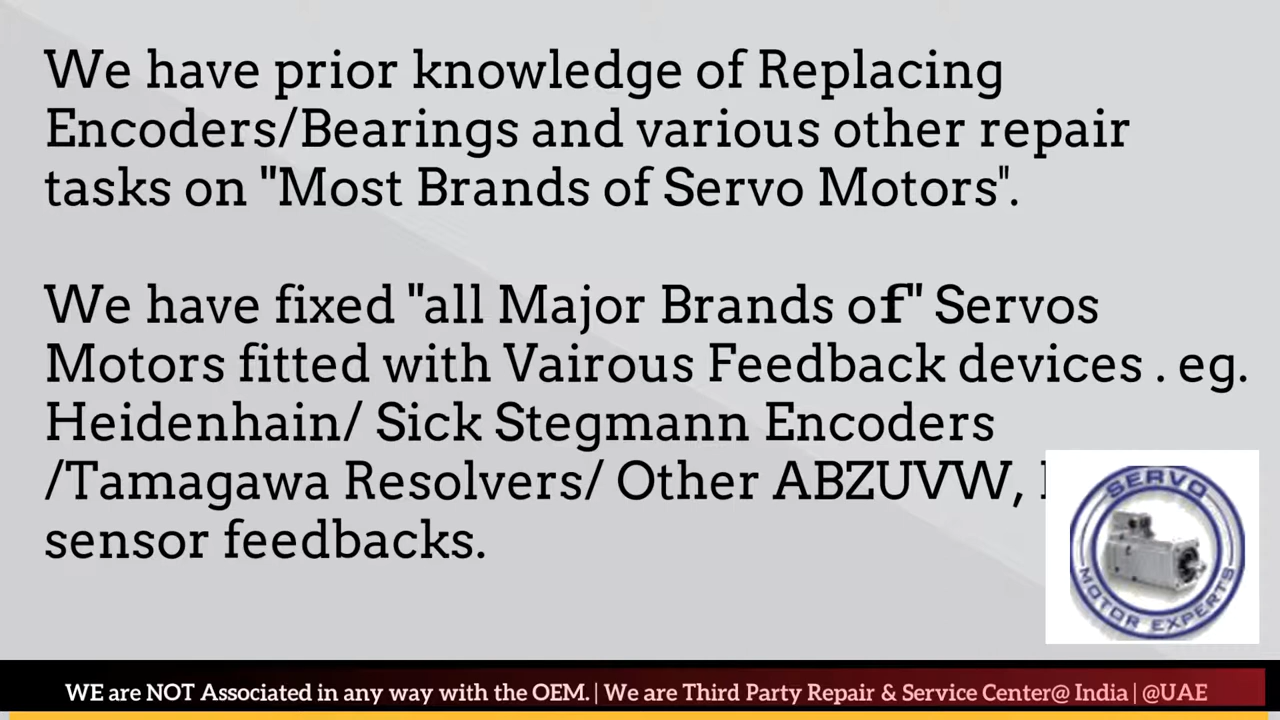 We have prior knowledge of Replacing
Encoders/Bearings and various other repair
tasks on "Most Brands of Servo Motors".
We have fixed "all Major Brands of" Servos
Motors fitted with Vairous Feedback devices . eg.
Heidenhain/ Sick Stegmann Encoders
/Tamagawa Resolvers/ Other ABZUVW,
sensor feedbacks.
SERVO
MOTOR EXPERTS
WE are NOT Associated in any way with the OEM. | We are Third Party Repair & Service Center@ India | @UAE